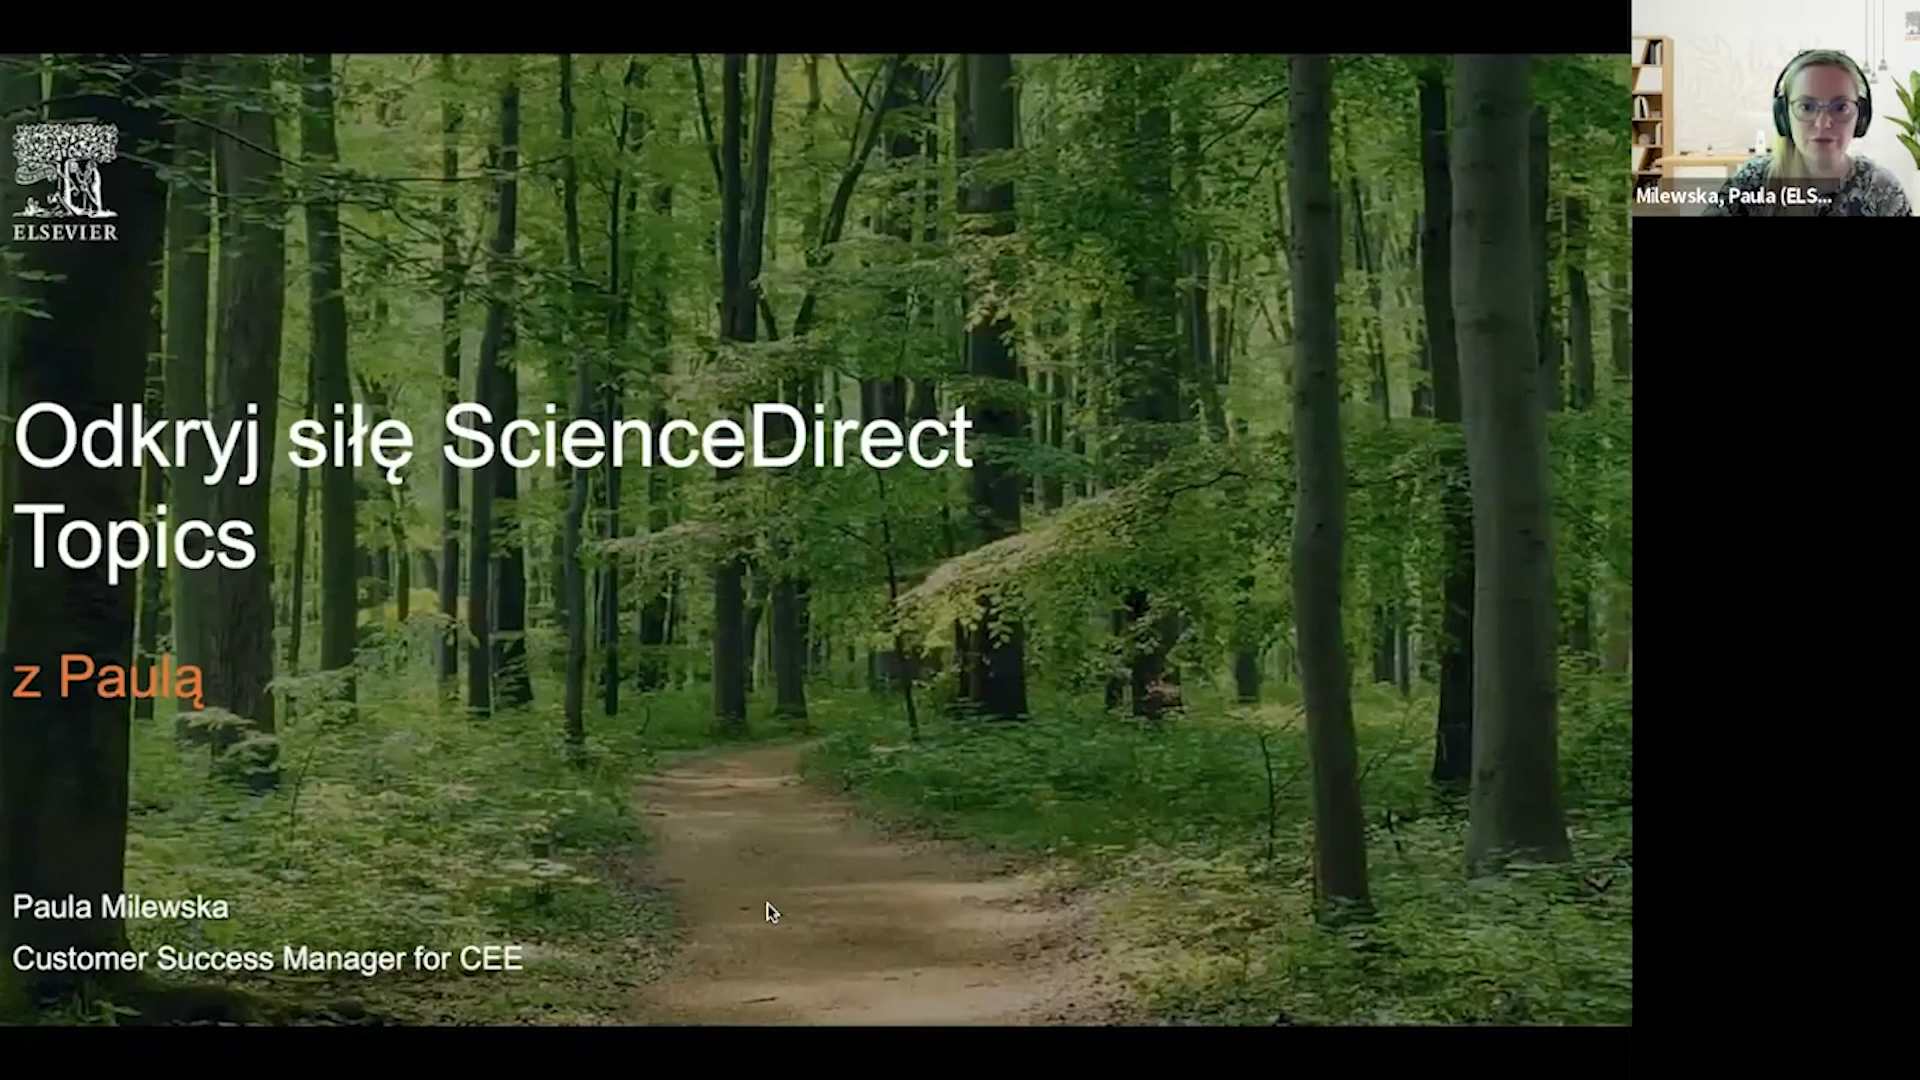 ELSEVIER
Odkryj siłę ScienceDirect
Topics
z Paulą
Paula Milewska
Customer Success Manager for CEE
Milewska, Paula (ELS...